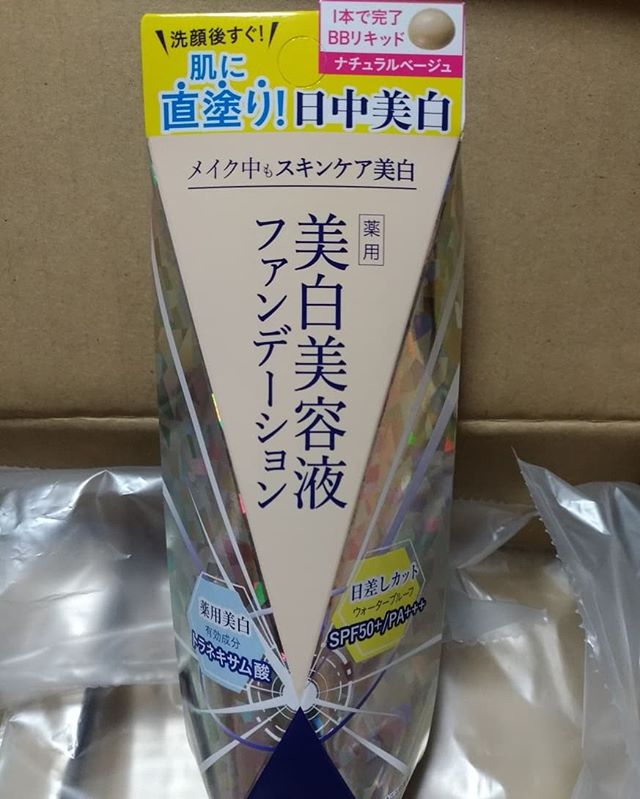 洗顔後すぐ!
肌に
直塗り!日中美白
1本で完了
BBリキッド
ナチュラルベージュ
メイク中もスキンケア美白
薬用
美白美容液
ファンデーション
薬用美白
有効成分
トラネキサム酸
日差しカット
ウォータープルーフ
SPF50+/PA+++